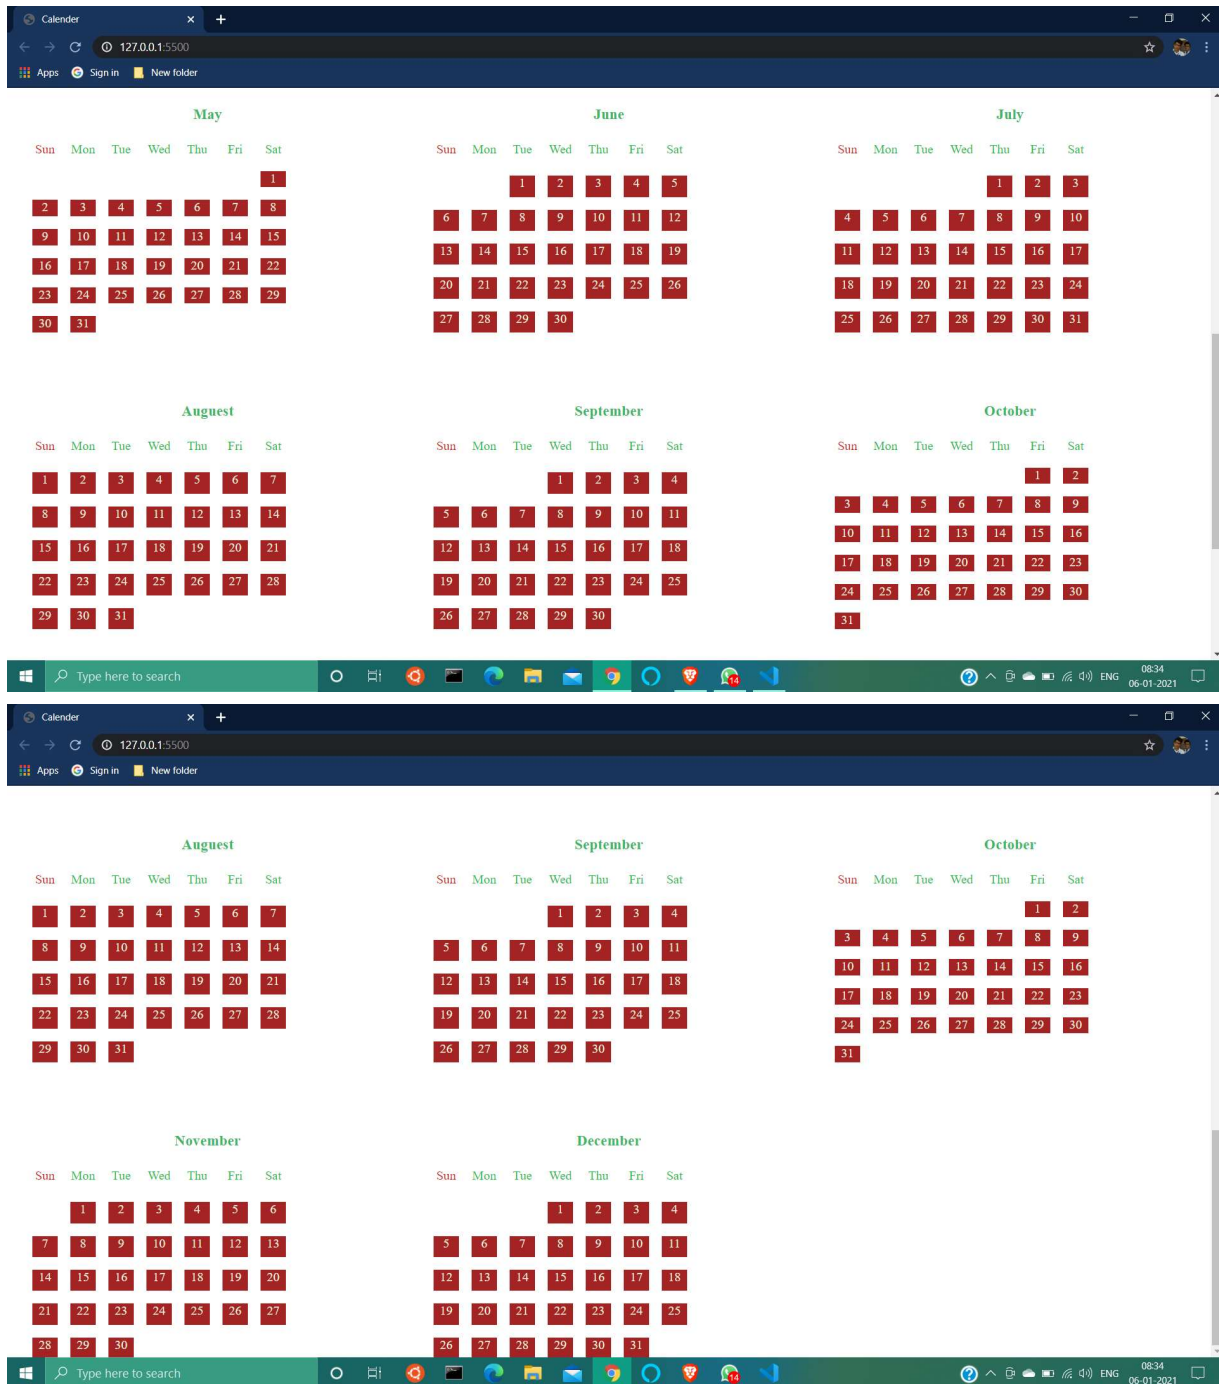 Calender
127.0.0.1:5500
Apps Sign in New folder
May June July
Sun Mon Tue Wed Thu Fri Sat Sun Mon Tue Wed Thu Fri Sat Sun Mon Tue Wed Thu Fri Sat
1 1 2 3 4 5 1 2 3
2 3 4 5 6 7 8 6 7 8 9 10 11 12 4 5 6 7 8 9 10
9 10 11 12 13 14 15 13 14 15 16 17 18 19 11 12 13 14 15 16 17
16 17 18 19 20 21 22 20 21 22 23 24 25 26 18 19 20 21 22 23 24
23 24 25 26 27 28 29 27 28 29 30 25 26 27 28 29 30 31
30 31
Auguest September October
Sun Mon Tue Wed Thu Fri Sat Sun Mon Tue Wed Thu Fri Sat Sun Mon Tue Wed Thu Fri Sat
1 2 3 4 5 6 7 1 2 3 4 1 2
8 9 10 11 12 13 14 5 6 7 8 9 10 11 3 4 5 6 7 8 9
15 16 17 18 19 20 21 12 13 14 15 16 17 18 10 11 12 13 14 15 16
22 23 24 25 26 27 28 19 20 21 22 23 24 25 17 18 19 20 21 22 23
29 30 31 26 27 28 29 30 24 25 26 27 28 29 30
31
Type here to search 14 ENG 08:34
06-01-2021
Calender
127.0.0.1:5500
Apps Sign in New folder
Auguest September October
Sun Mon Tue Wed Thu Fri Sat Sun Mon Tue Wed Thu Fri Sat Sun Mon Tue Wed Thu Fri Sat
1 2 3 4 5 6 7 1 2 3 4 1 2
8 9 10 11 12 13 14 5 6 7 8 9 10 11 3 4 5 6 7 8 9
15 16 17 18 19 20 21 12 13 14 15 16 17 18 10 11 12 13 14 15 16
22 23 24 25 26 27 28 19 20 21 22 23 24 25 17 18 19 20 21 22 23
29 30 31 26 27 28 29 30 24 25 26 27 28 29 30
31
November December
Sun Mon Tue Wed Thu Fri Sat Sun Mon Tue Wed Thu Fri Sat
1 2 3 4 5 6 1 2 3 4
7 8 9 10 11 12 13 5 6 7 8 9 10 11
14 15 16 17 18 19 20 12 13 14 15 16 17 18
21 22 23 24 25 26 27 19 20 21 22 23 24 25
28 29 30 26 27 28 29 30 31
Type here to search 14 ENG 08:34
06-01-2021